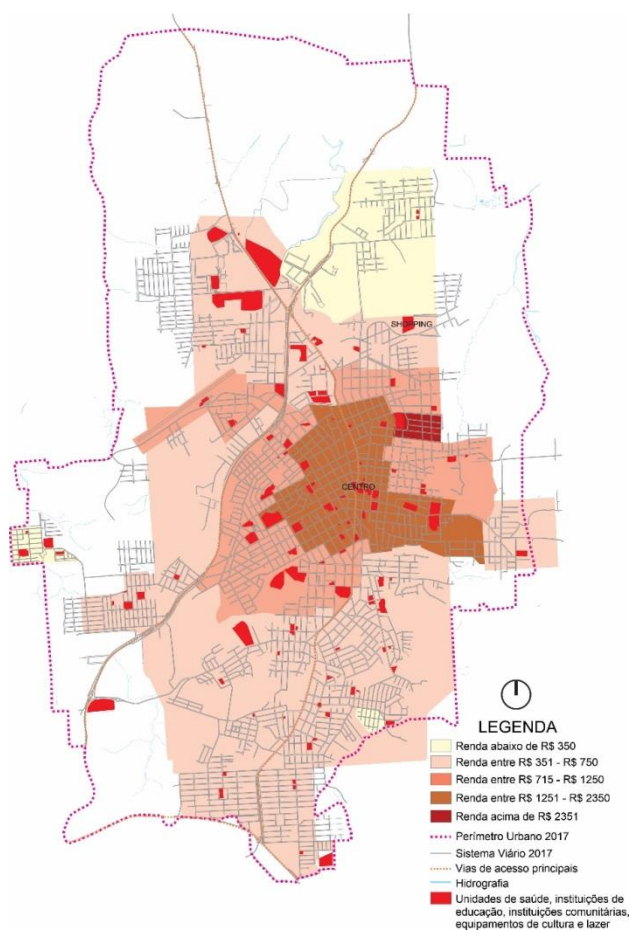 SHOPPING
CENTRO
LEGENDA
Renda abaixo de R$ 350
Renda entre R$ 351 - R$ 750
Renda entre R$ 715 - R$ 1250
Renda entre R$ 1251 - R$ 2350
Renda acima de R$ 2351
Perímetro Urbano 2017
Sistema Viário 2017
Vias de acesso principais
Hidrografia
Unidades de saúde, instituições de
educação, instituições comunitárias,
equipamentos de cultura e lazer